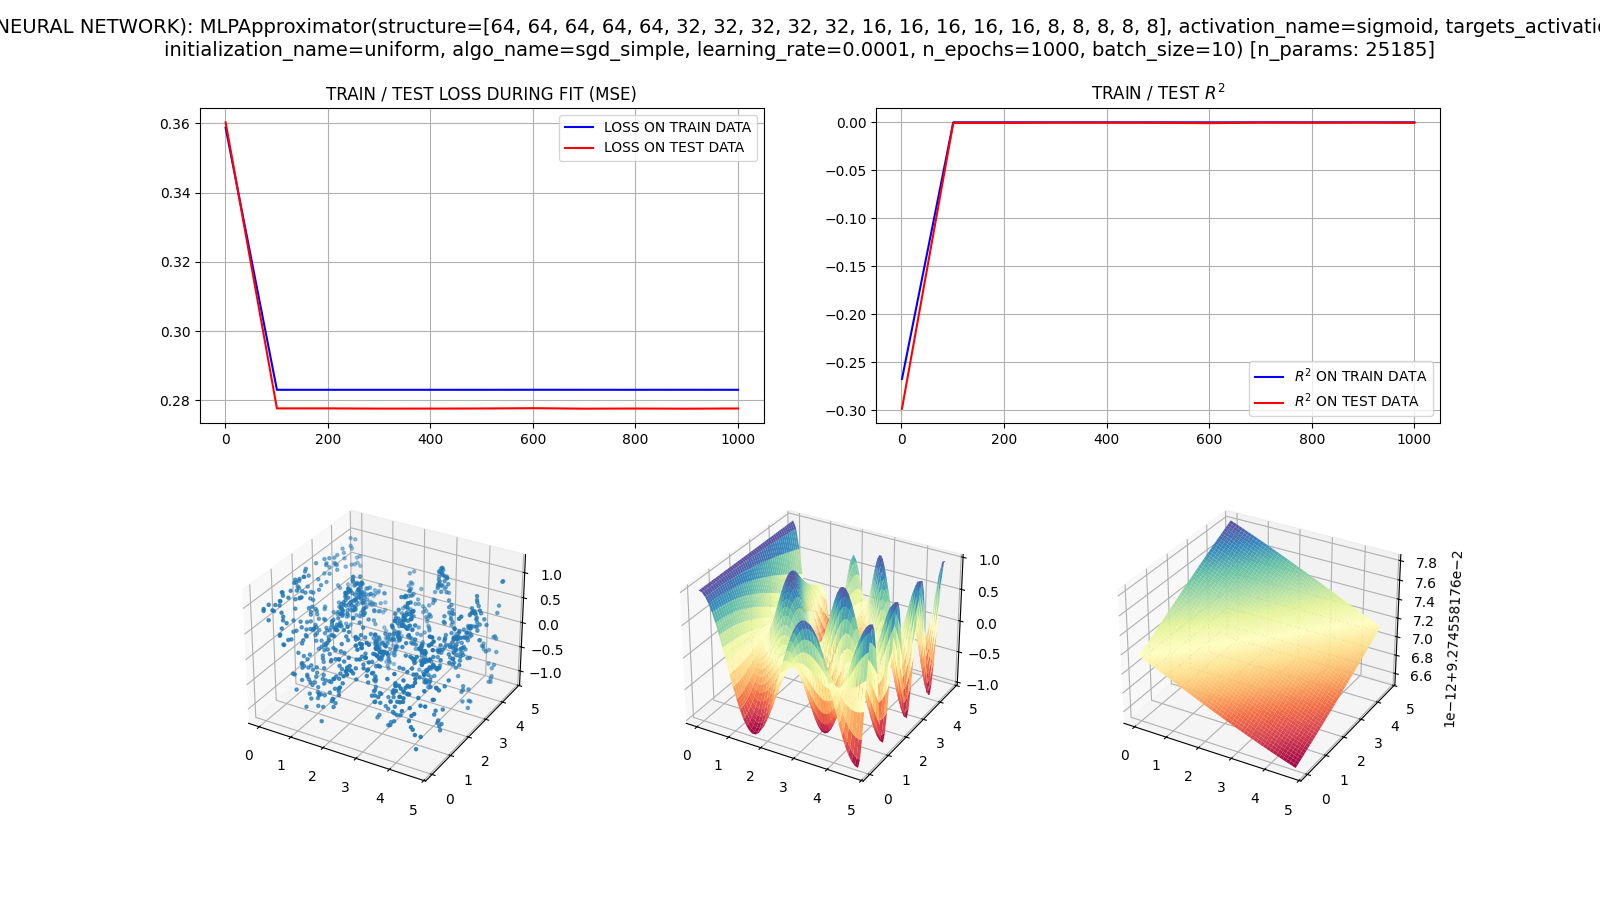 NEURAL NETWORK): MLPApproximator(structure=[64, 64, 64, 64, 64, 32, 32, 32, 32, 32, 16, 16, 16, 16, 16, 8, 8, 8, 8, 8], activation_name=sigmoid, targets_activati
initialization_name=uniform, algo_name=sgd_simple, learning_rate=0.0001, n_epochs=1000, batch_size=10) [n_params: 25185]
TRAIN / TEST LOSS DURING FIT (MSE)
0.36
0.34
0.32
0.30
0.28
LOSS ON TRAIN DATA
LOSS ON TEST DATA
0 200 400 600 800 1000
TRAIN / TEST R²
0.00
−0.05
−0.10
−0.15
−0.20
−0.25
−0.30
R² ON TRAIN DATA
R² ON TEST DATA
0 200 400 600 800 1000
1.0
0.5
0.0
−0.5
−1.0
0 1 2 3 4 5
0 1 2 3 4 5
1.0
0.5
0.0
−0.5
−1.0
0 1 2 3 4 5
0 1 2 3 4 5
7.8
7.6
7.4
7.2
7.0
6.8
6.6
1e−12+9.274558176e−2
0 1 2 3 4 5
0 1 2 3 4 5